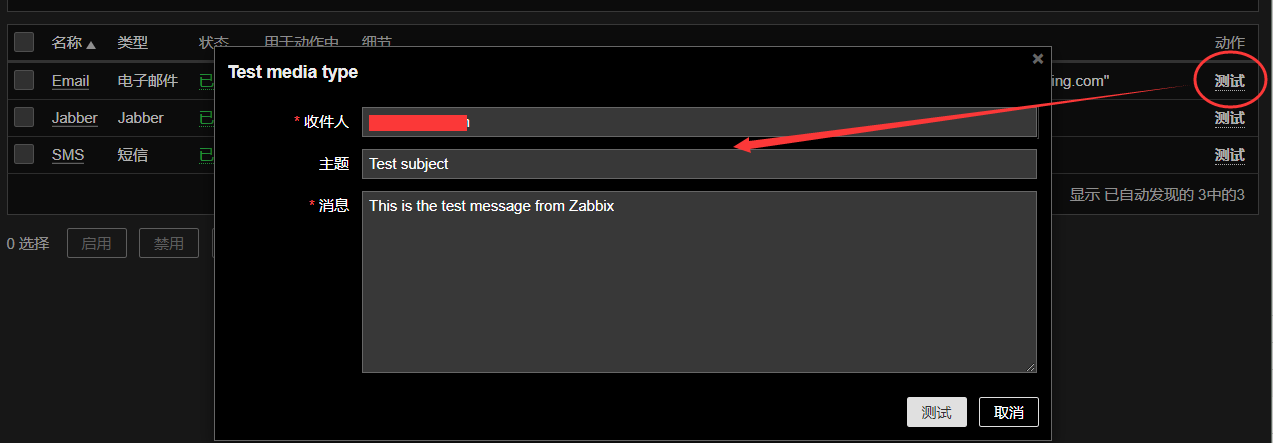 名称▲ 类型 状态 用于动作中 细节 动作
Test media type
Email 电子邮件 已 ing.com" 测试
* 收件人
Jabber Jabber 已 测试
SMS 短信 已 测试
主题 Test subject
* 消息 This is the test message from Zabbix
显示 已自动发现的 3中的3
0 选择 启用 禁用
测试 取消